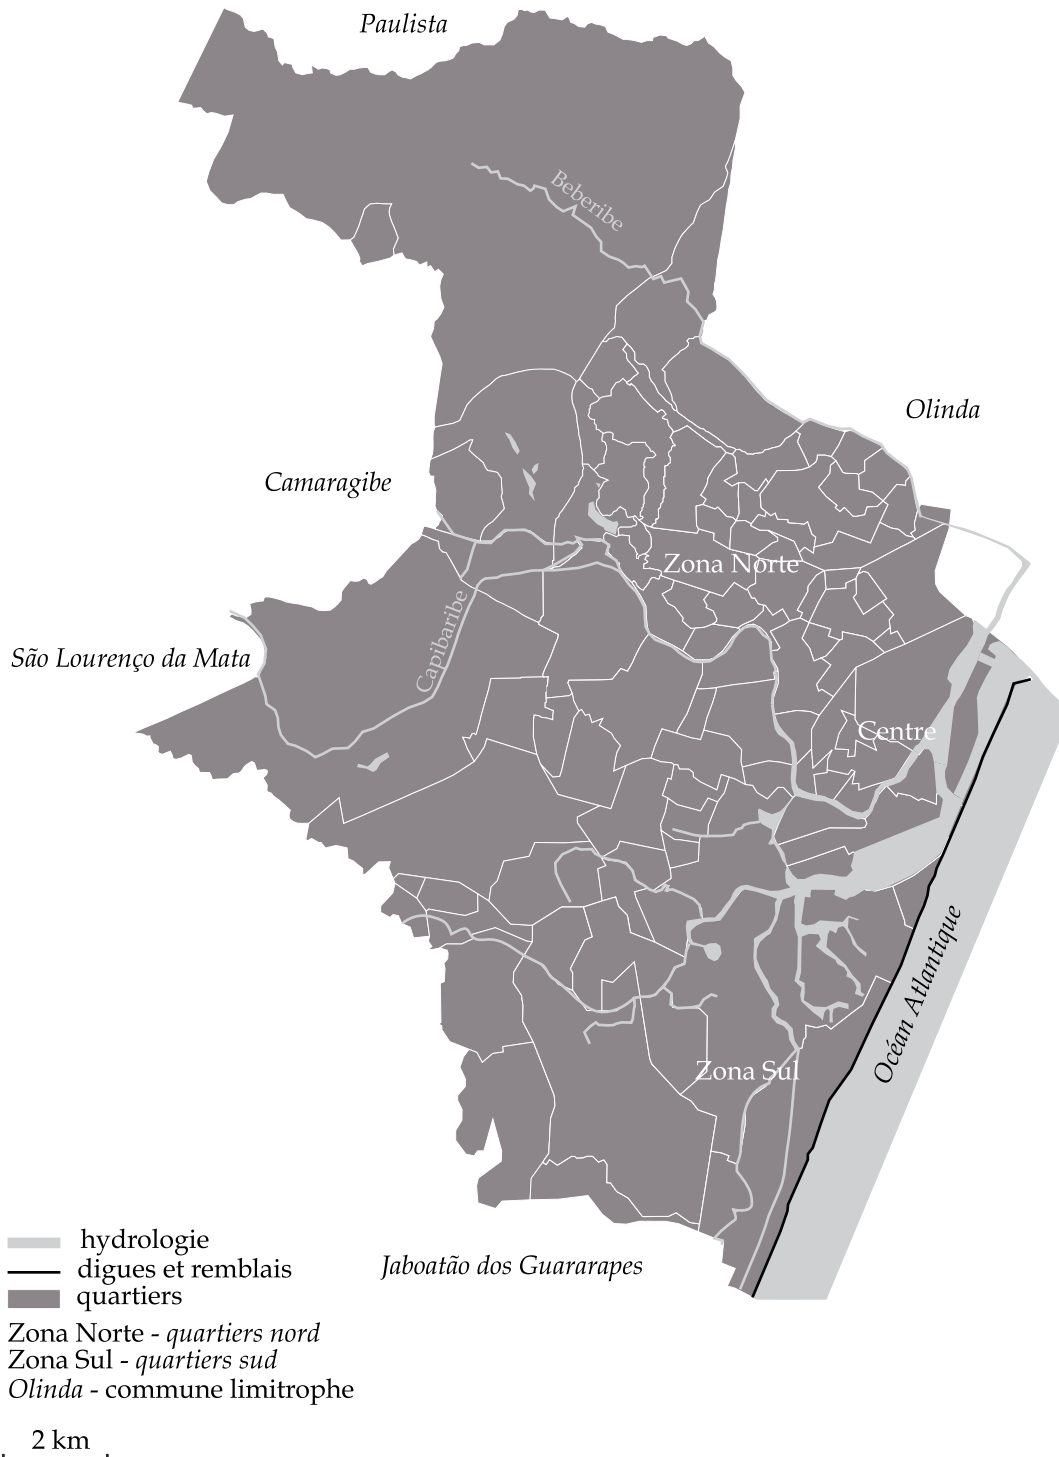 Paulista
Beberibe
Olinda
Camaragibe
Zona Norte
Capibaribe
São Lourenço da Mata
Centre
Océan Atlantique
Zona Sul
Jaboatão dos Guararapes
hydrologie
digues et remblais
quartiers
Zona Norte - quartiers nord
Zona Sul - quartiers sud
Olinda - commune limitrophe
2 km